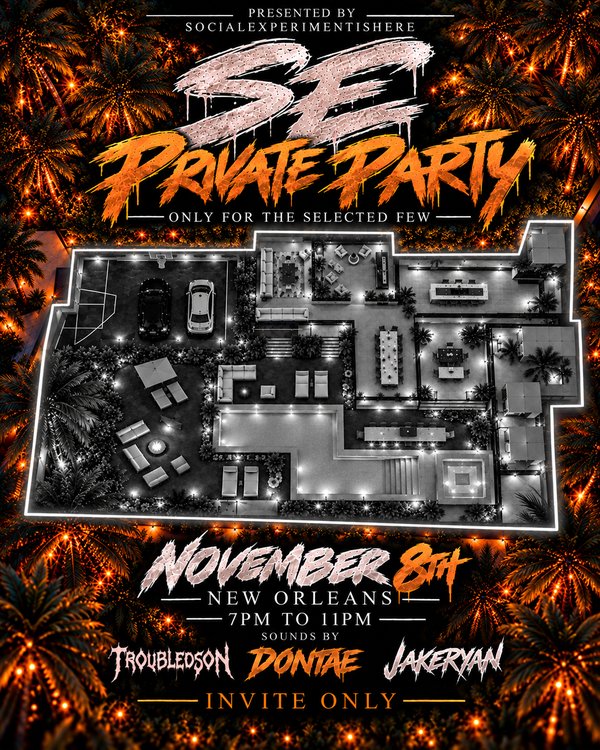 PRESENTED BY
SOCIALEXPERIMENTISHERE
SE
PRIVATE PARTY
ONLY FOR THE SELECTED FEW
NOVEMBER 8TH
NEW ORLEANS
7PM TO 11PM
SOUNDS BY
TROUBLEDSON DONTAE JAKERYAN
INVITE ONLY